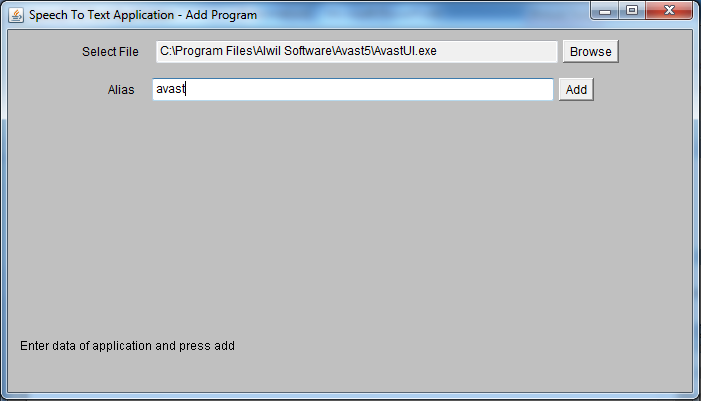 Speech To Text Application - Add Program
Select File C:\Program Files\Alwil Software\Avast5\AvastUI.exe Browse
Alias avast Add
Enter data of application and press add